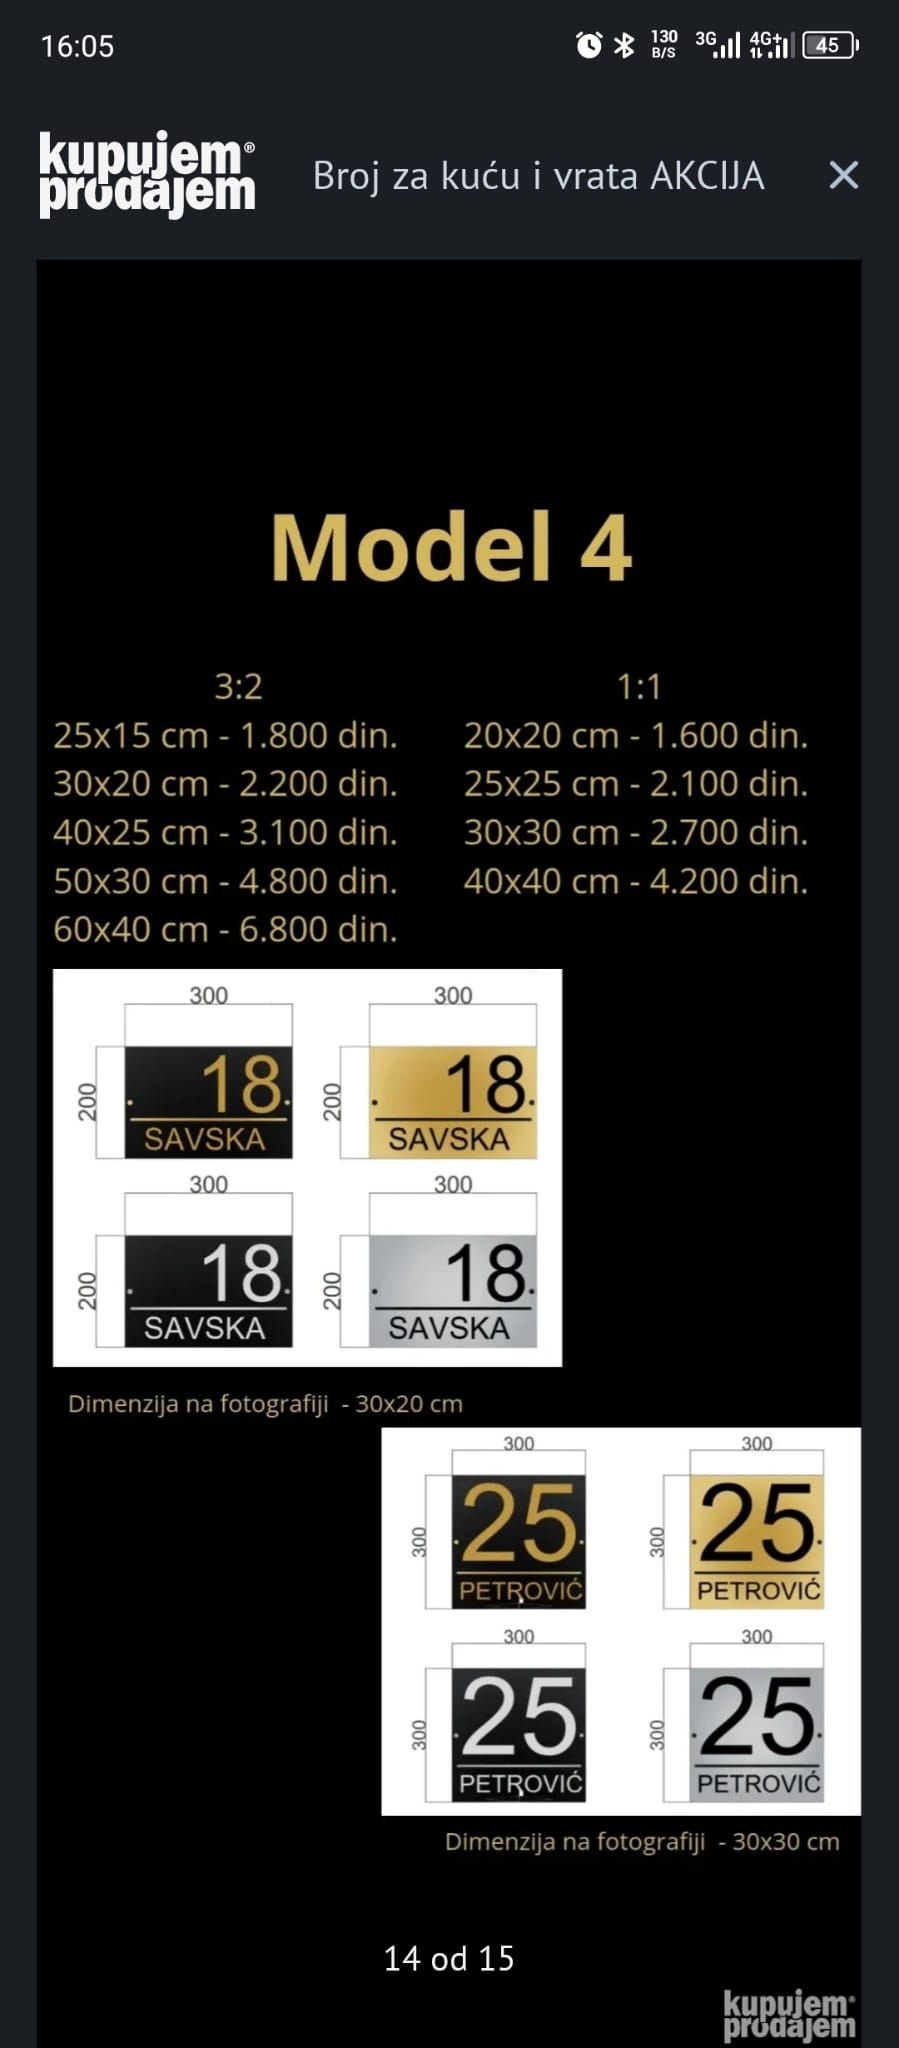 16:05
130
B/S
3G
4G+
45
kupujem®
prodajem
Broj za kuću i vrata AKCIJA
Model 4
3:2
25x15 cm - 1.800 din.
30x20 cm - 2.200 din.
40x25 cm - 3.100 din.
50x30 cm - 4.800 din.
60x40 cm - 6.800 din.
1:1
20x20 cm - 1.600 din.
25x25 cm - 2.100 din.
30x30 cm - 2.700 din.
40x40 cm - 4.200 din.
300
200
18
SAVSKA
300
200
18
SAVSKA
300
200
18
SAVSKA
300
200
18
SAVSKA
Dimenzija na fotografiji - 30x20 cm
300
300
25
PETROVIĆ
300
300
25
PETROVIĆ
300
300
25
PETROVIĆ
300
300
25
PETROVIĆ
Dimenzija na fotografiji - 30x30 cm
14 od 15
kupujem®
prodajem